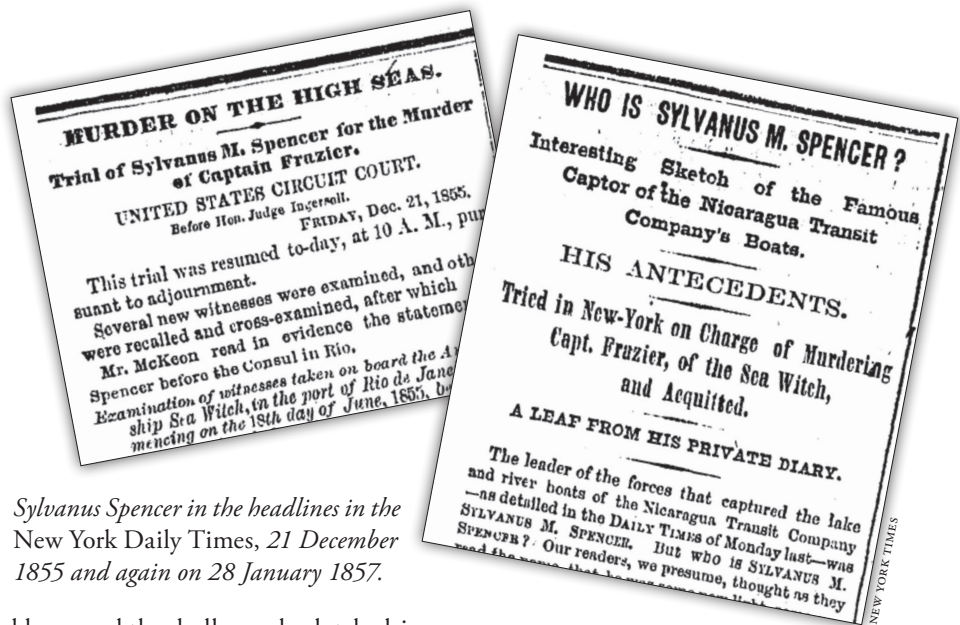 MURDER ON THE HIGH SEAS.
Trial of Sylvanus M. Spencer for the Murder
of Captain Frazier.
UNITED STATES CIRCUIT COURT.
Before Hon. Judge Ingersoll.
FRIDAY, Dec. 21, 1855.
This trial was resumed to-day, at 10 A. M., pur
suant to adjournment.
Several new witnesses were examined, and oth
were recalled and cross-examined, after which
Mr. McKeon read in evidence the stateme
Spencer before the Consul in Rio.
Examination of witnesses taken on board the A
ship Sea Witch, in the port of Rio de Jane
mencing on the 18th day of June, 1855, b
WHO IS SYLVANUS M. SPENCER ?
Interesting Sketch of the Famous
Captor of the Nicaragua Transit
Company's Boats.
HIS ANTECEDENTS.
Tried in New-York on Charge of Murdering
Capt. Frazier, of the Sea Witch,
and Acquitted.
A LEAF FROM HIS PRIVATE DIARY.
The leader of the forces that captured the lake
and river boats of the Nicaragua Transit Company
—as detailed in the DAILY TIMES of Monday last—was
SYLVANUS M. SPENCER. But who is SYLVANUS M.
SPENCER? Our readers, we presume, thought as they
NEW YORK TIMES
Sylvanus Spencer in the headlines in the
New York Daily Times, 21 December
1855 and again on 28 January 1857.